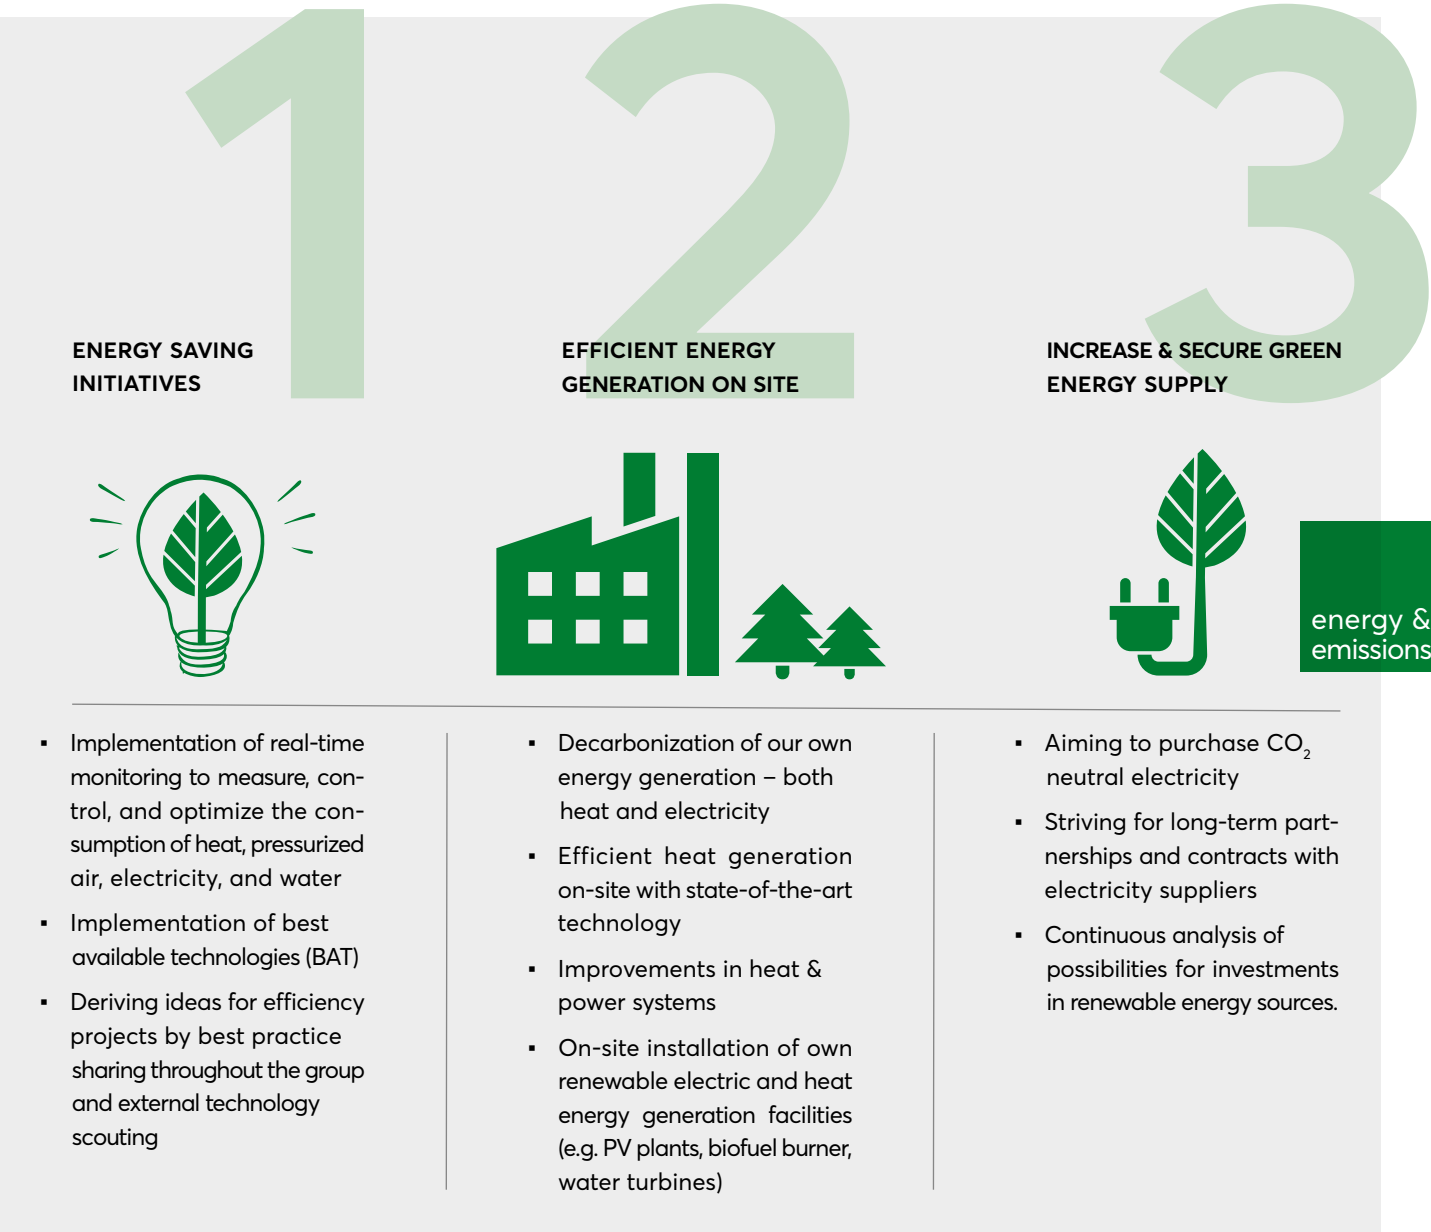 1
ENERGY SAVING
INITIATIVES
▪ Implementation of real-time
monitoring to measure, con-
trol, and optimize the con-
sumption of heat, pressurized
air, electricity, and water
▪ Implementation of best
available technologies (BAT)
▪ Deriving ideas for efficiency
projects by best practice
sharing throughout the group
and external technology
scouting
2
EFFICIENT ENERGY
GENERATION ON SITE
▪ Decarbonization of our own
energy generation – both
heat and electricity
▪ Efficient heat generation
on-site with state-of-the-art
technology
▪ Improvements in heat &
power systems
▪ On-site installation of own
renewable electric and heat
energy generation facilities
(e.g. PV plants, biofuel burner,
water turbines)
3
INCREASE & SECURE GREEN
ENERGY SUPPLY
▪ Aiming to purchase CO₂
neutral electricity
▪ Striving for long-term part-
nerships and contracts with
electricity suppliers
▪ Continuous analysis of
possibilities for investments
in renewable energy sources.
energy &
emissions